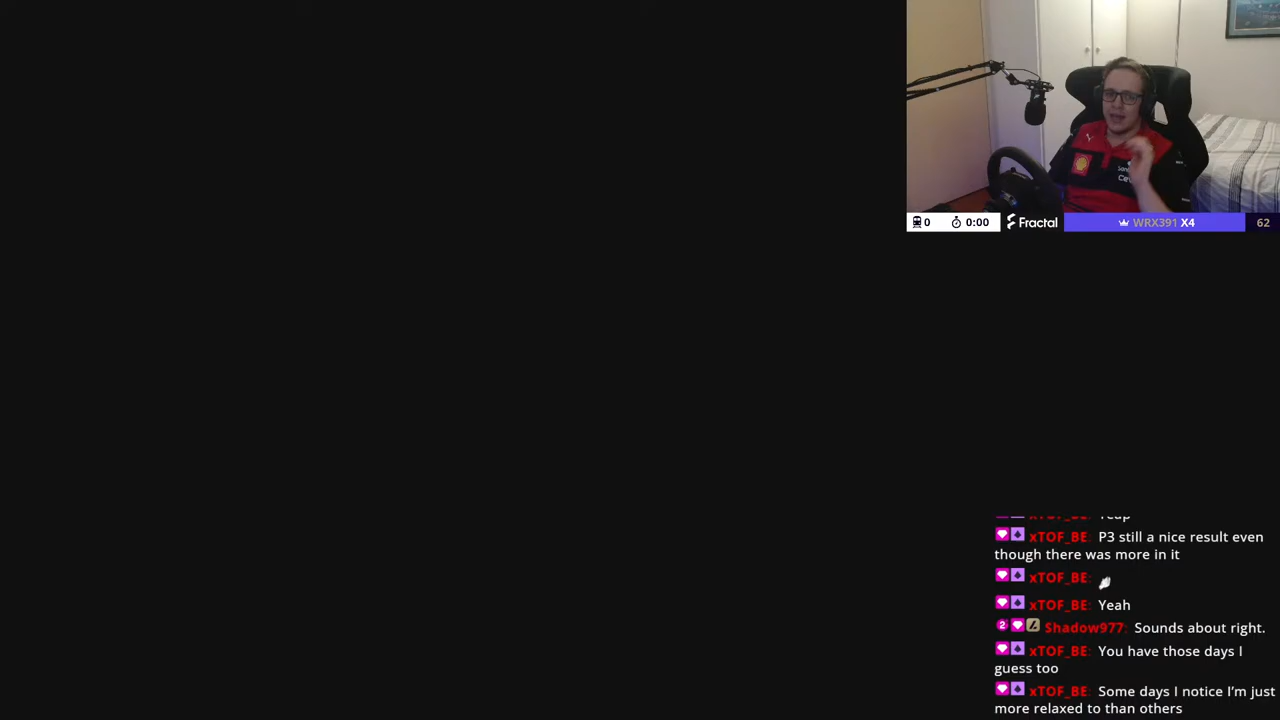 0 0:00 Fractal WRX391 X4 62
xTOF_BE: Yeap
xTOF_BE: P3 still a nice result even
though there was more in it
xTOF_BE:
xTOF_BE: Yeah
2 Shadow977: Sounds about right.
xTOF_BE: You have those days I
guess too
xTOF_BE: Some days I notice I’m just
more relaxed to than others